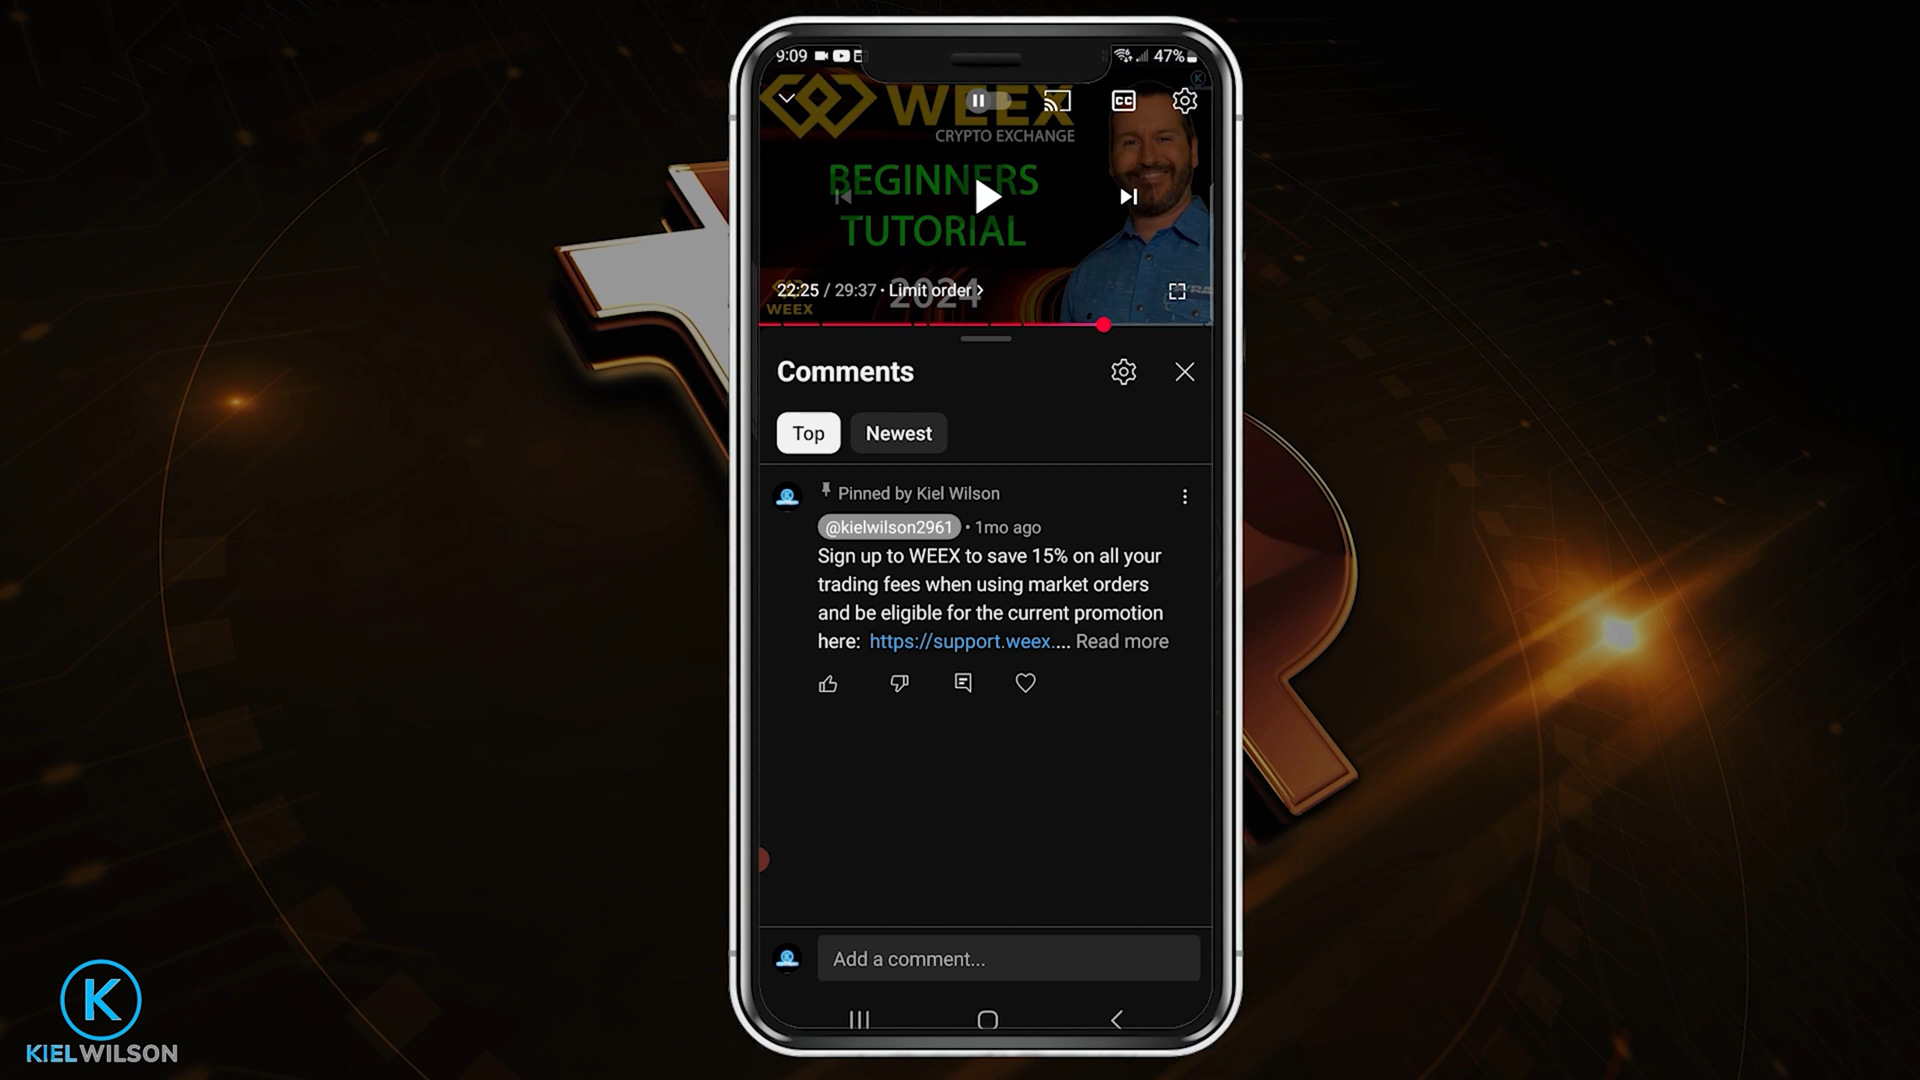 9:09
47%
WEEX
CRYPTO EXCHANGE
CC
BEGINNERS
TUTORIAL
2024
22:25 / 29:37 · Limit order >
WEEX
Comments
Top
Newest
Pinned by Kiel Wilson
@kielwilson2961 · 1mo ago
Sign up to WEEX to save 15% on all your
trading fees when using market orders
and be eligible for the current promotion
here: https://support.weex.... Read more
Add a comment...
K
KIELWILSON